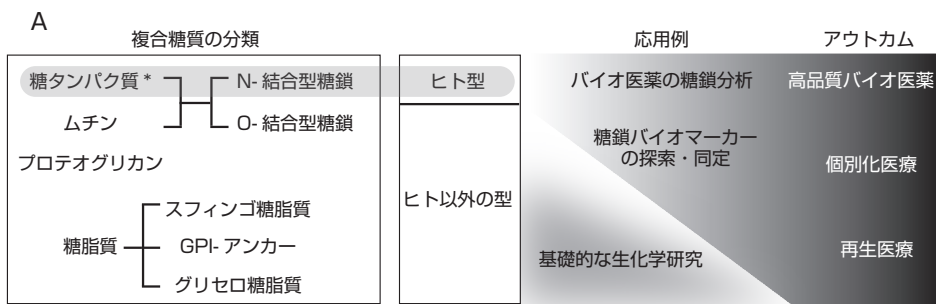 A
複合糖質の分類
糖タンパク質*
N-結合型糖鎖
ムチン
O-結合型糖鎖
プロテオグリカン
糖脂質
スフィンゴ糖脂質
GPI-アンカー
グリセロ糖脂質
ヒト型
ヒト以外の型
応用例
バイオ医薬の糖鎖分析
糖鎖バイオマーカー
の探索・同定
基礎的な生化学研究
アウトカム
高品質バイオ医薬
個別化医療
再生医療